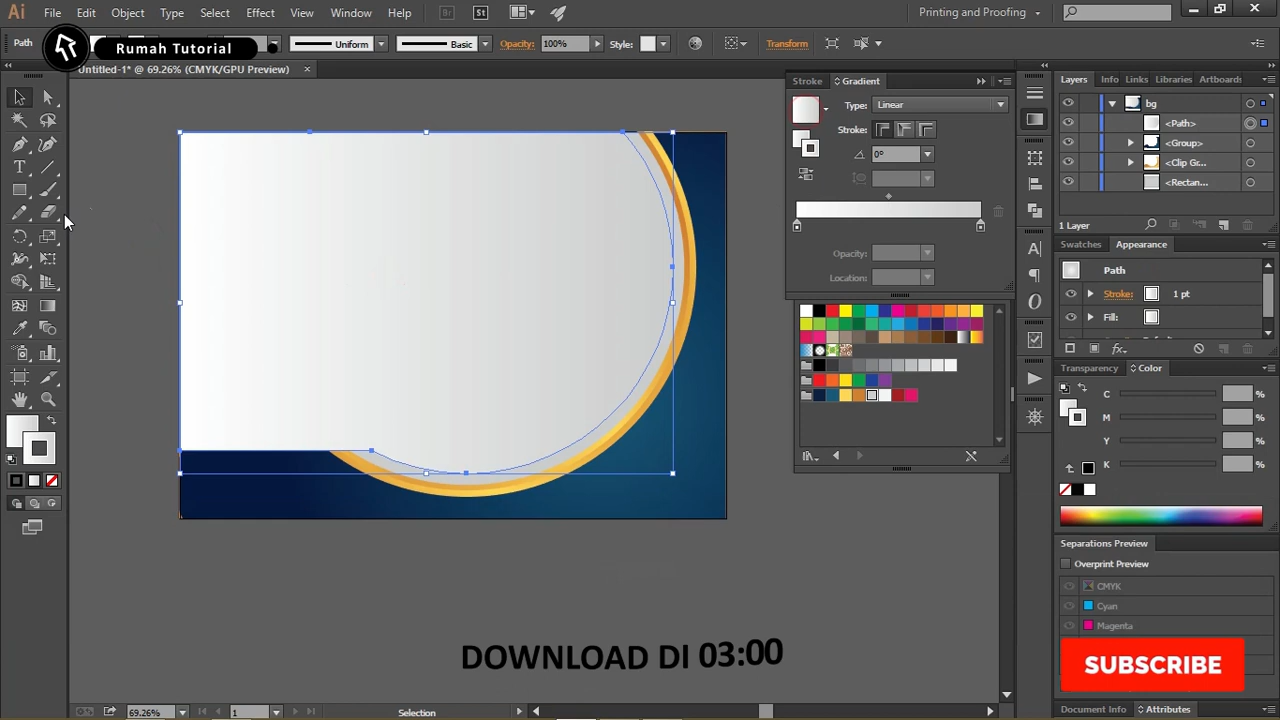 Ai File Edit Object Type Select Effect View Window Help Br St Printing and Proofing
Path Rumah Tutorial Uniform Basic Opacity: 100% Style: Transform
Untitled-1* @ 69.26% (CMYK/GPU Preview) ×
Stroke Gradient
Type: Linear
Stroke:
0°
Opacity:
Location:
Layers Info Links Libraries Artboards
bg
<Path>
<Group>
<Clip Gr...
<Rectan...
1 Layer
Swatches Appearance
Path
Stroke: 1 pt
Fill:
Transparency Color
C %
M %
Y %
K %
Separations Preview
Overprint Preview
CMYK
Cyan
Magenta
SUBSCRIBE
DOWNLOAD DI 03:00
69.26% 1 Selection
Document Info Attributes